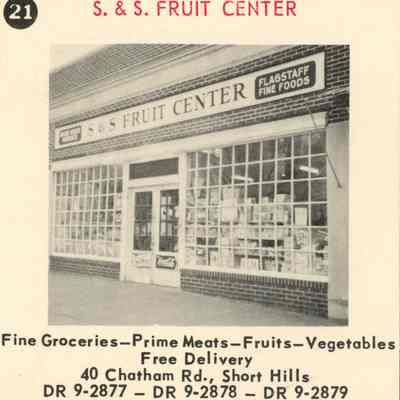 21
S. & S. FRUIT CENTER
S & S FRUIT CENTER
FLAGSTAFF
FINE FOODS
Fine Groceries—Prime Meats—Fruits—Vegetables
Free Delivery
40 Chatham Rd., Short Hills
DR 9-2877 — DR 9-2878 — DR 9-2879